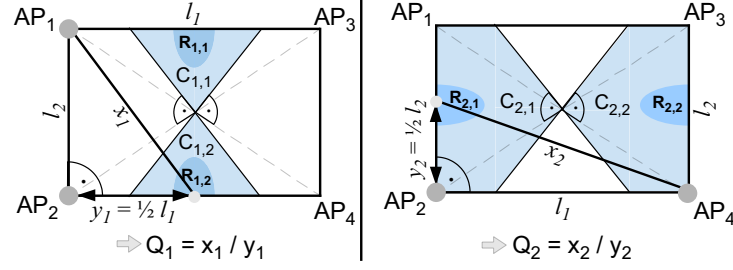 AP1 l1 AP3
R1,1
C1,1
l2 x1
C1,2
R1,2
AP2 y1 = ½ l1 AP4
Q1 = x1 / y1
AP1 AP3
R2,1 C2,1 C2,2 R2,2 l2
y2 = ½ l2 x2
AP2 l1 AP4
Q2 = x2 / y2